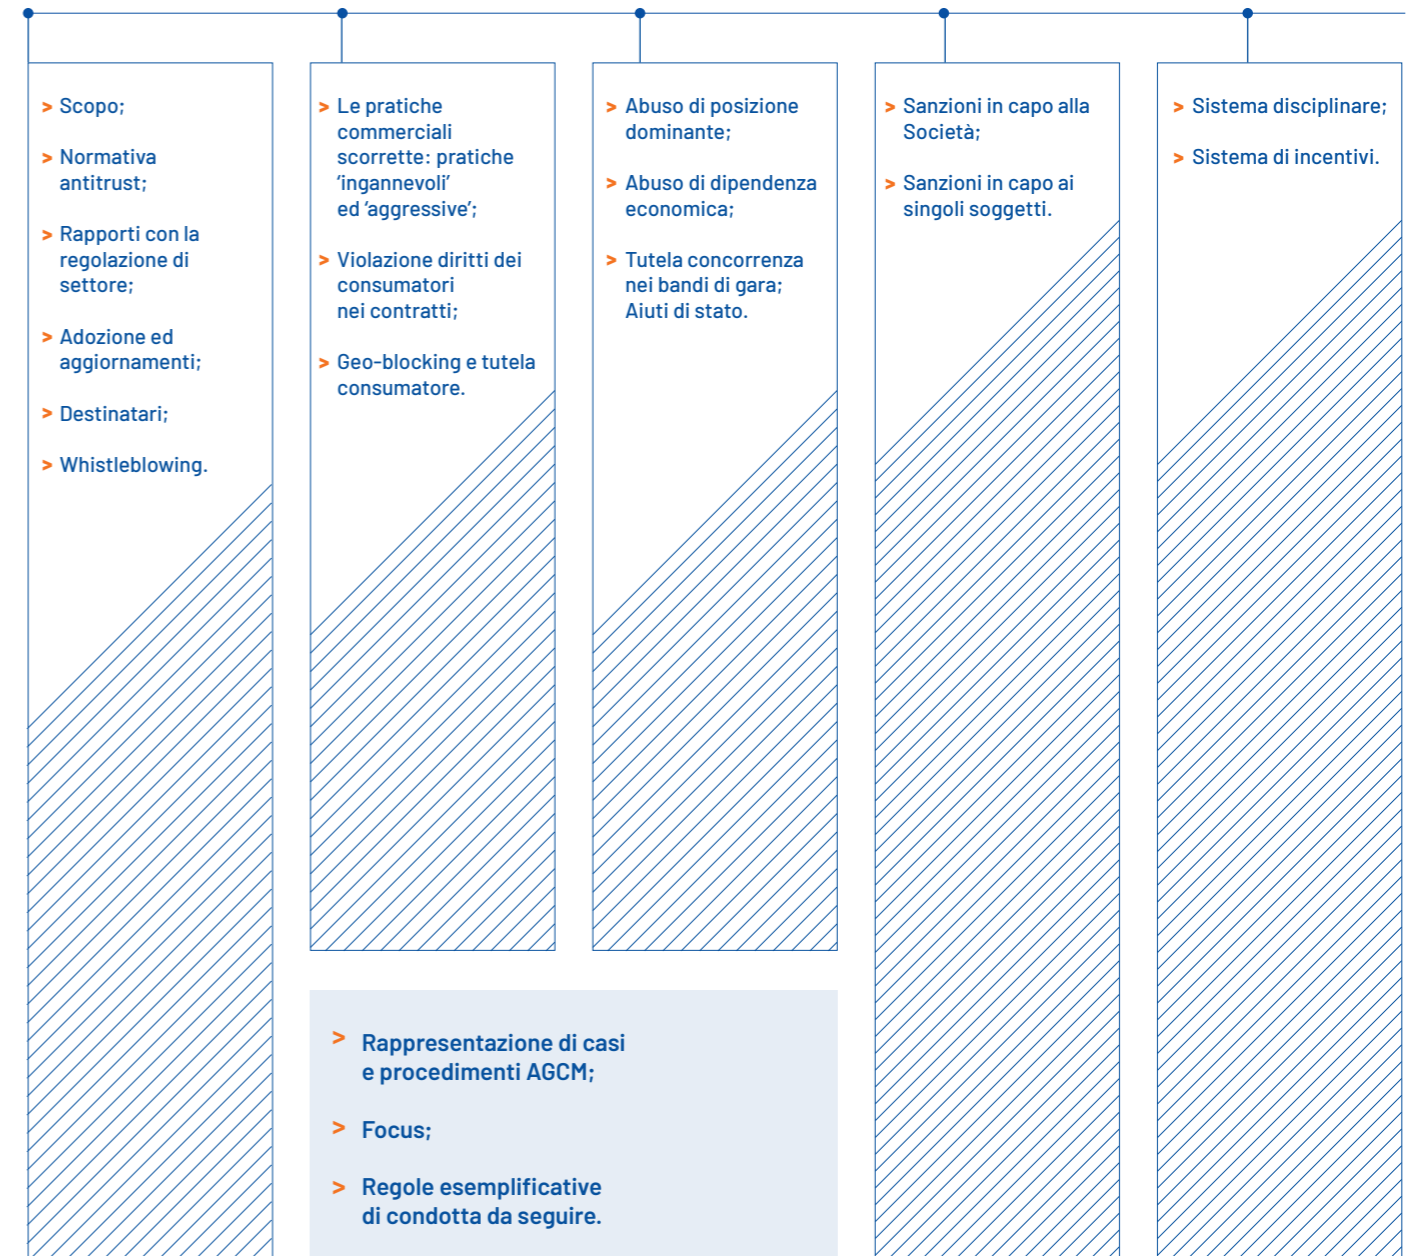 > Scopo;
> Normativa
antitrust;
> Rapporti con la
regolazione di
settore;
> Adozione ed
aggiornamenti;
> Destinatari;
> Whistleblowing.
> Le pratiche
commerciali
scorrette: pratiche
‘ingannevoli’
ed ‘aggressive’;
> Violazione diritti dei
consumatori
nei contratti;
> Geo-blocking e tutela
consumatore.
> Abuso di posizione
dominante;
> Abuso di dipendenza
economica;
> Tutela concorrenza
nei bandi di gara;
Aiuti di stato.
> Sanzioni in capo alla
Società;
> Sanzioni in capo ai
singoli soggetti.
> Sistema disciplinare;
> Sistema di incentivi.
> Rappresentazione di casi
e procedimenti AGCM;
> Focus;
> Regole esemplificative
di condotta da seguire.